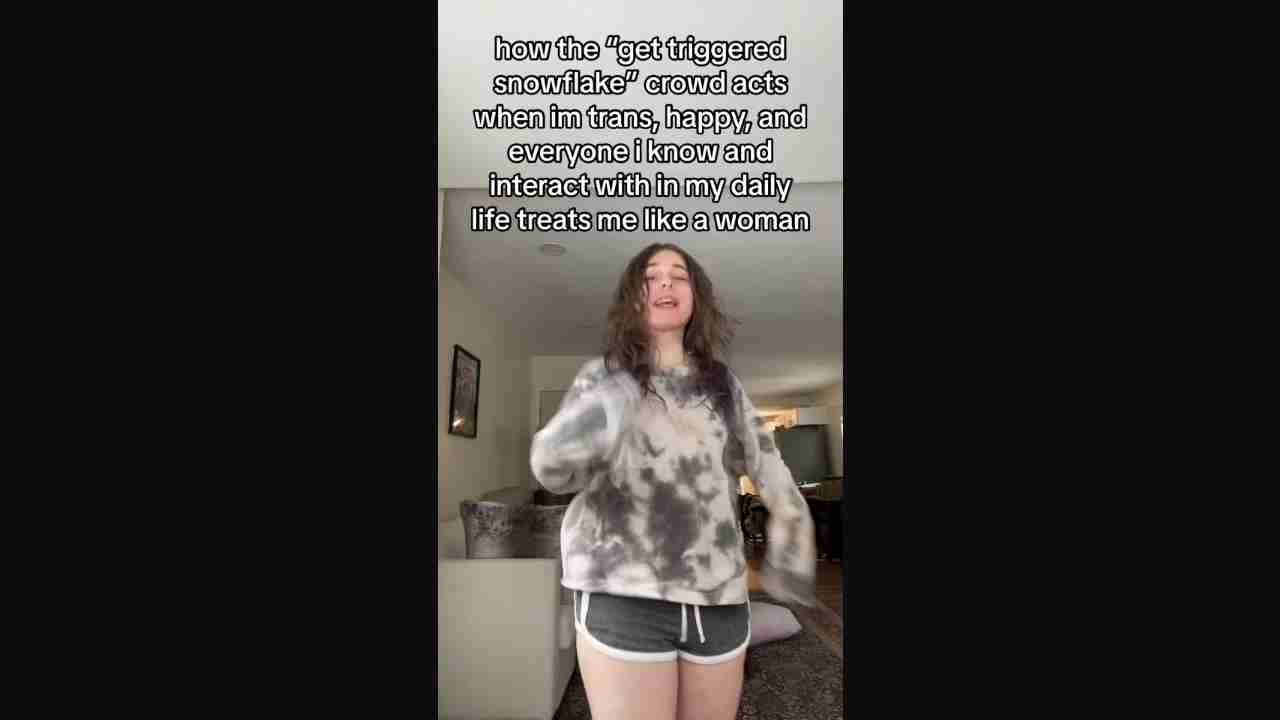 how the “get triggered
snowflake” crowd acts
when im trans, happy, and
everyone i know and
interact with in my daily
life treats me like a woman